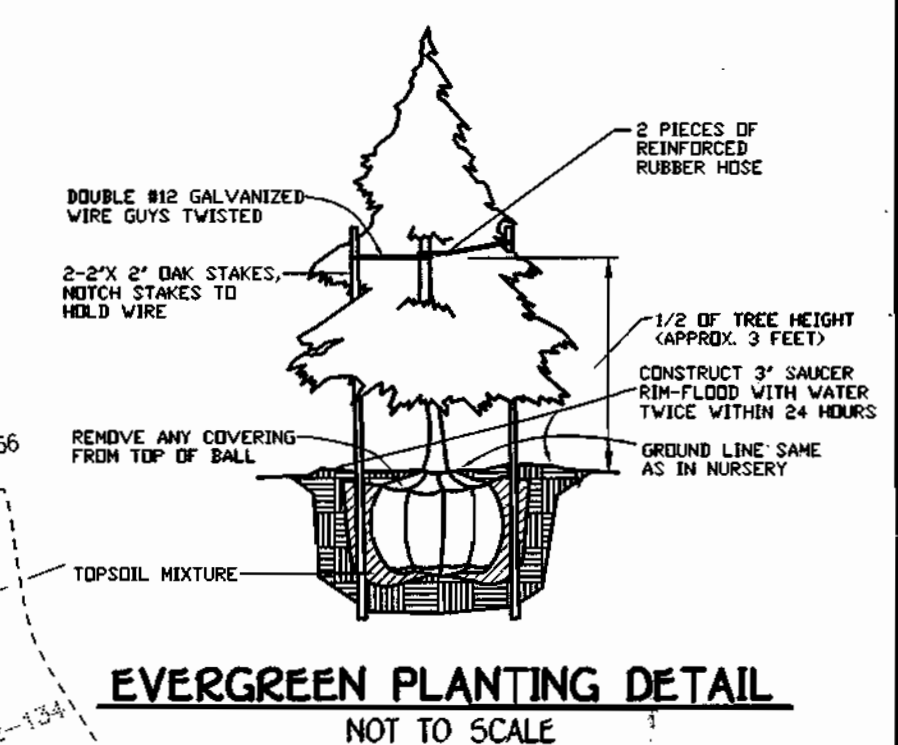 2 PIECES OF
REINFORCED
RUBBER HOSE
DOUBLE #12 GALVANIZED
WIRE GUYS TWISTED
2-2"X 2" OAK STAKES,
NOTCH STAKES TO
HOLD WIRE
1/2 OF TREE HEIGHT
(APPROX. 3 FEET)
CONSTRUCT 3" SAUCER
RIM-FLOOD WITH WATER
TWICE WITHIN 24 HOURS
REMOVE ANY COVERING
FROM TOP OF BALL
GROUND LINE SAME
AS IN NURSERY
TOPSOIL MIXTURE
EVERGREEN PLANTING DETAIL
NOT TO SCALE